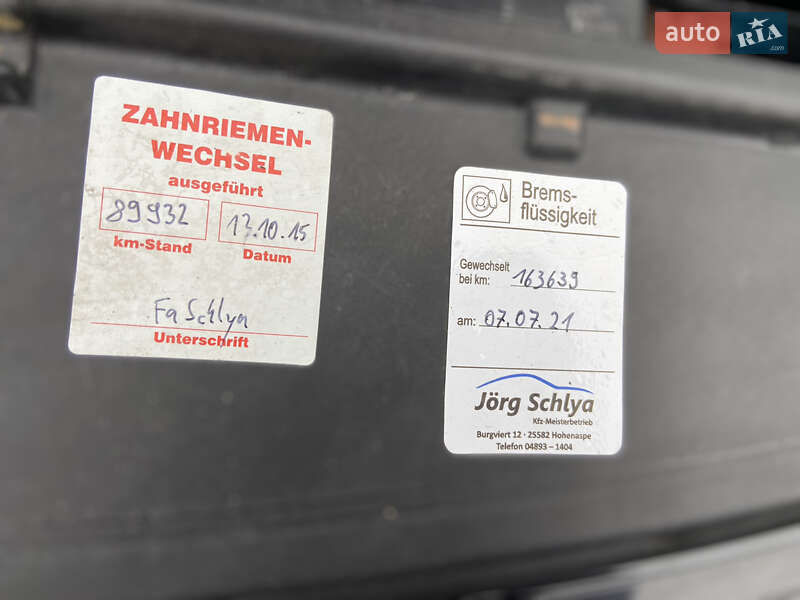 auto RIA
.com
ZAHNRIEMEN-
WECHSEL
ausgeführt
89932
13.10.15
km-Stand
Datum
Fa Schlya
Unterschrift
Brems-
flüssigkeit
Gewechselt
bei km: 163639
am: 07.07.21
Jörg Schlya
Kfz-Meisterbetrieb
Burgviert 12 · 25582 Hohenaspe
Telefon 04893 – 1404